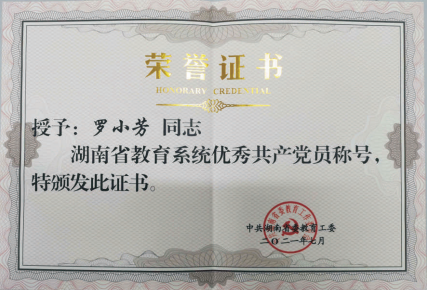 荣誉证书
HONORARY CREDENTIAL
授予：罗小芳 同志
湖南省教育系统优秀共产党员称号，
特颁发此证书。
中共湖南省委教育工委
二〇二一年七月